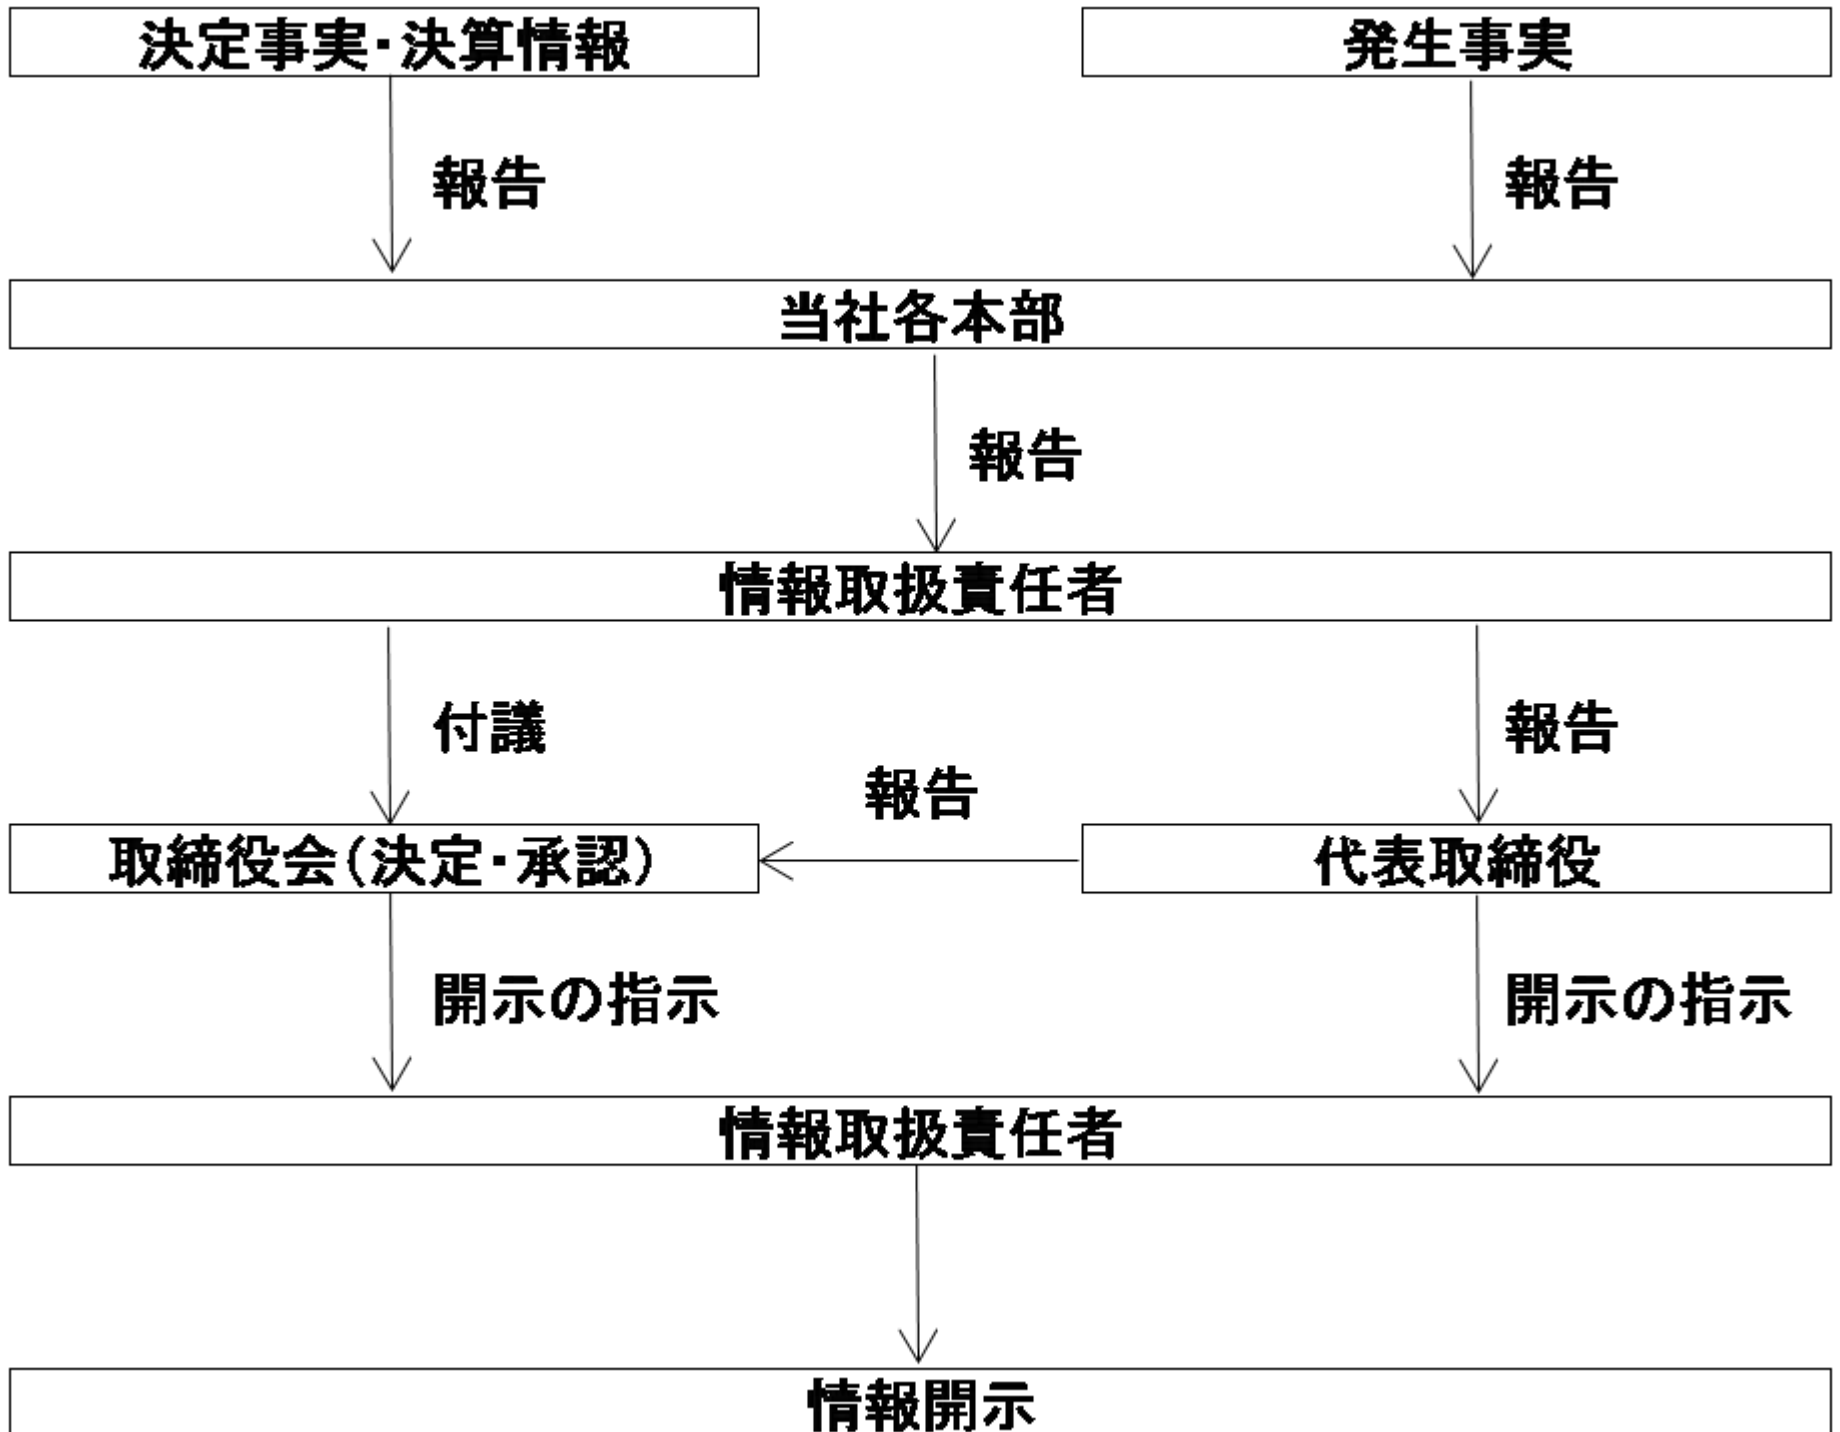 決定事実・決算情報
発生事実
報告
報告
当社各本部
報告
情報取扱責任者
付議
報告
報告
取締役会(決定・承認)
代表取締役
開示の指示
開示の指示
情報取扱責任者
情報開示